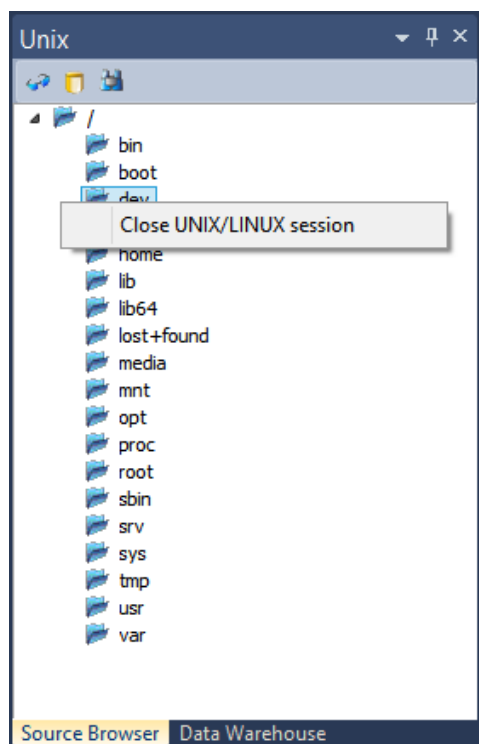 Unix
/
bin
boot
dev
Close UNIX/LINUX session
home
lib
lib64
lost+found
media
mnt
opt
proc
root
sbin
srv
sys
tmp
usr
var
Source Browser Data Warehouse